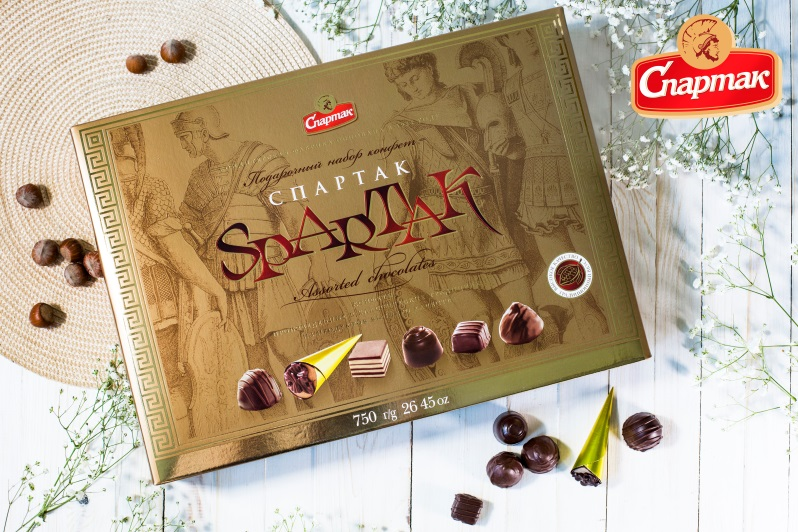 Спартак
Спартак
Подарочный набор конфет
СПАРТАК
SPARTAK
Assorted chocolates
750 г/g 26 45 oz